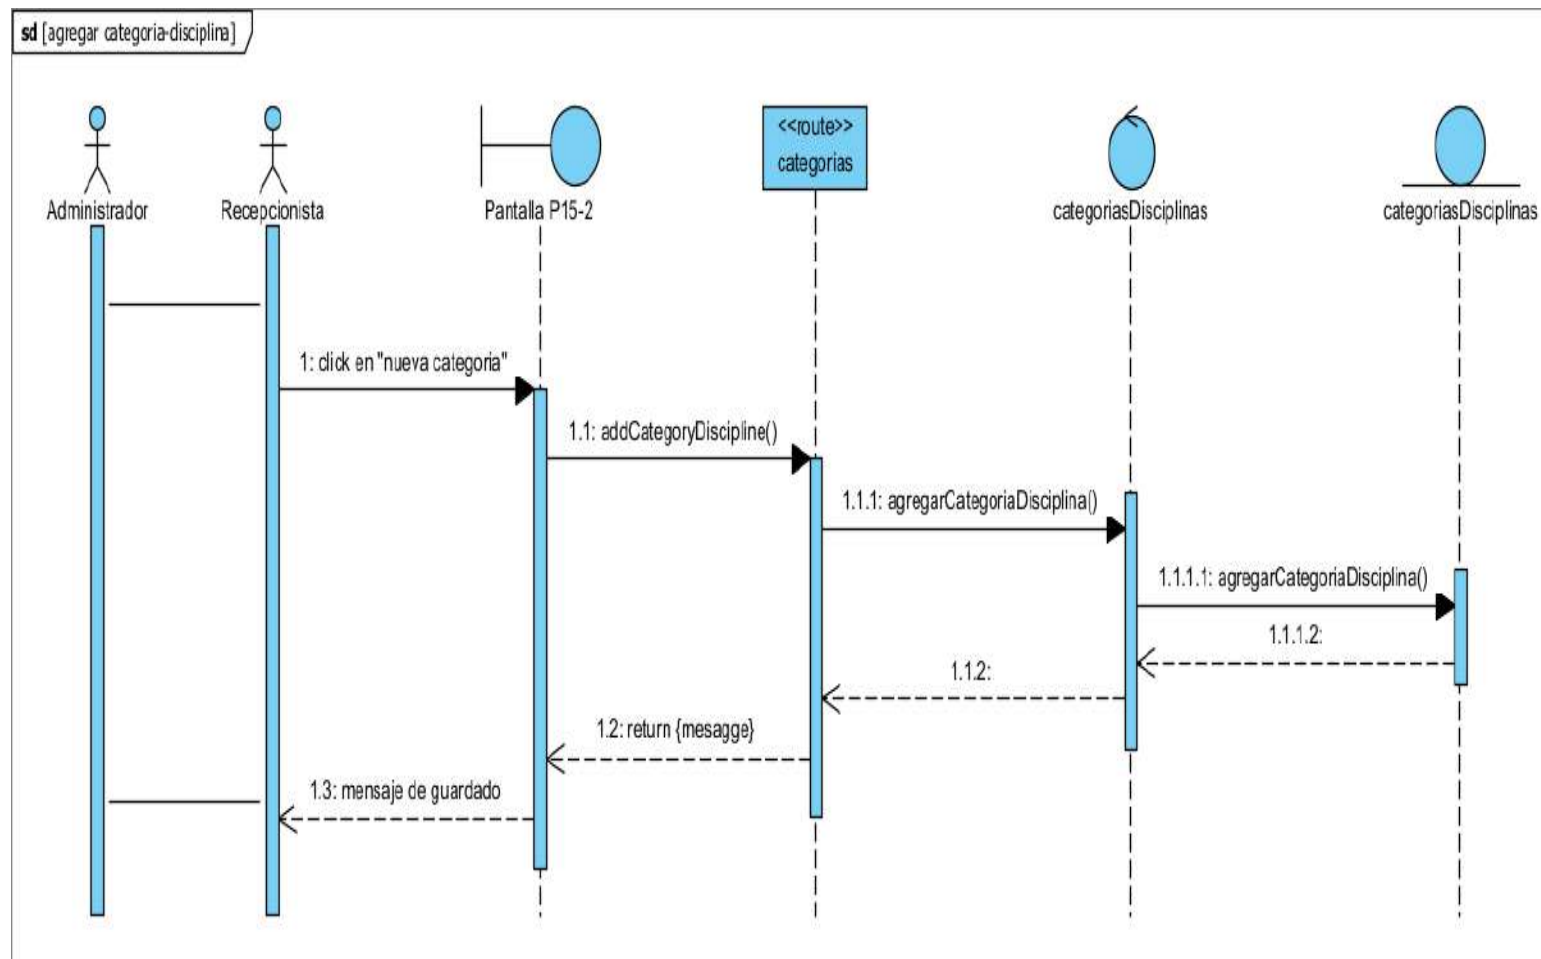 sd [agregar categoria-disciplina]
Administrador
Recepcionista
Pantalla P15-2
<<route>>
categorias
categoriasDisciplinas
categoriasDisciplinas
1: click en "nueva categoria"
1.1: addCategoryDiscipline()
1.1.1: agregarCategoriaDisciplina()
1.1.1.1: agregarCategoriaDisciplina()
1.1.1.2:
1.1.2:
1.2: return {mesagge}
1.3: mensaje de guardado